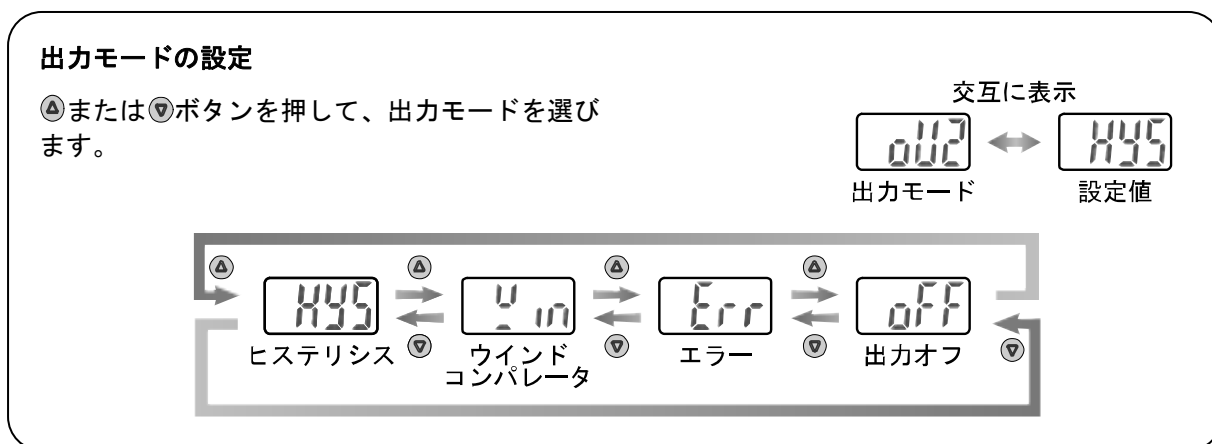 出力モードの設定
または ボタンを押して、出力モードを選び
ます。
交互に表示
oU2 HYS
出力モード 設定値
HYS Win Err oFF
ヒステリシス ウインド コンパレータ エラー 出力オフ